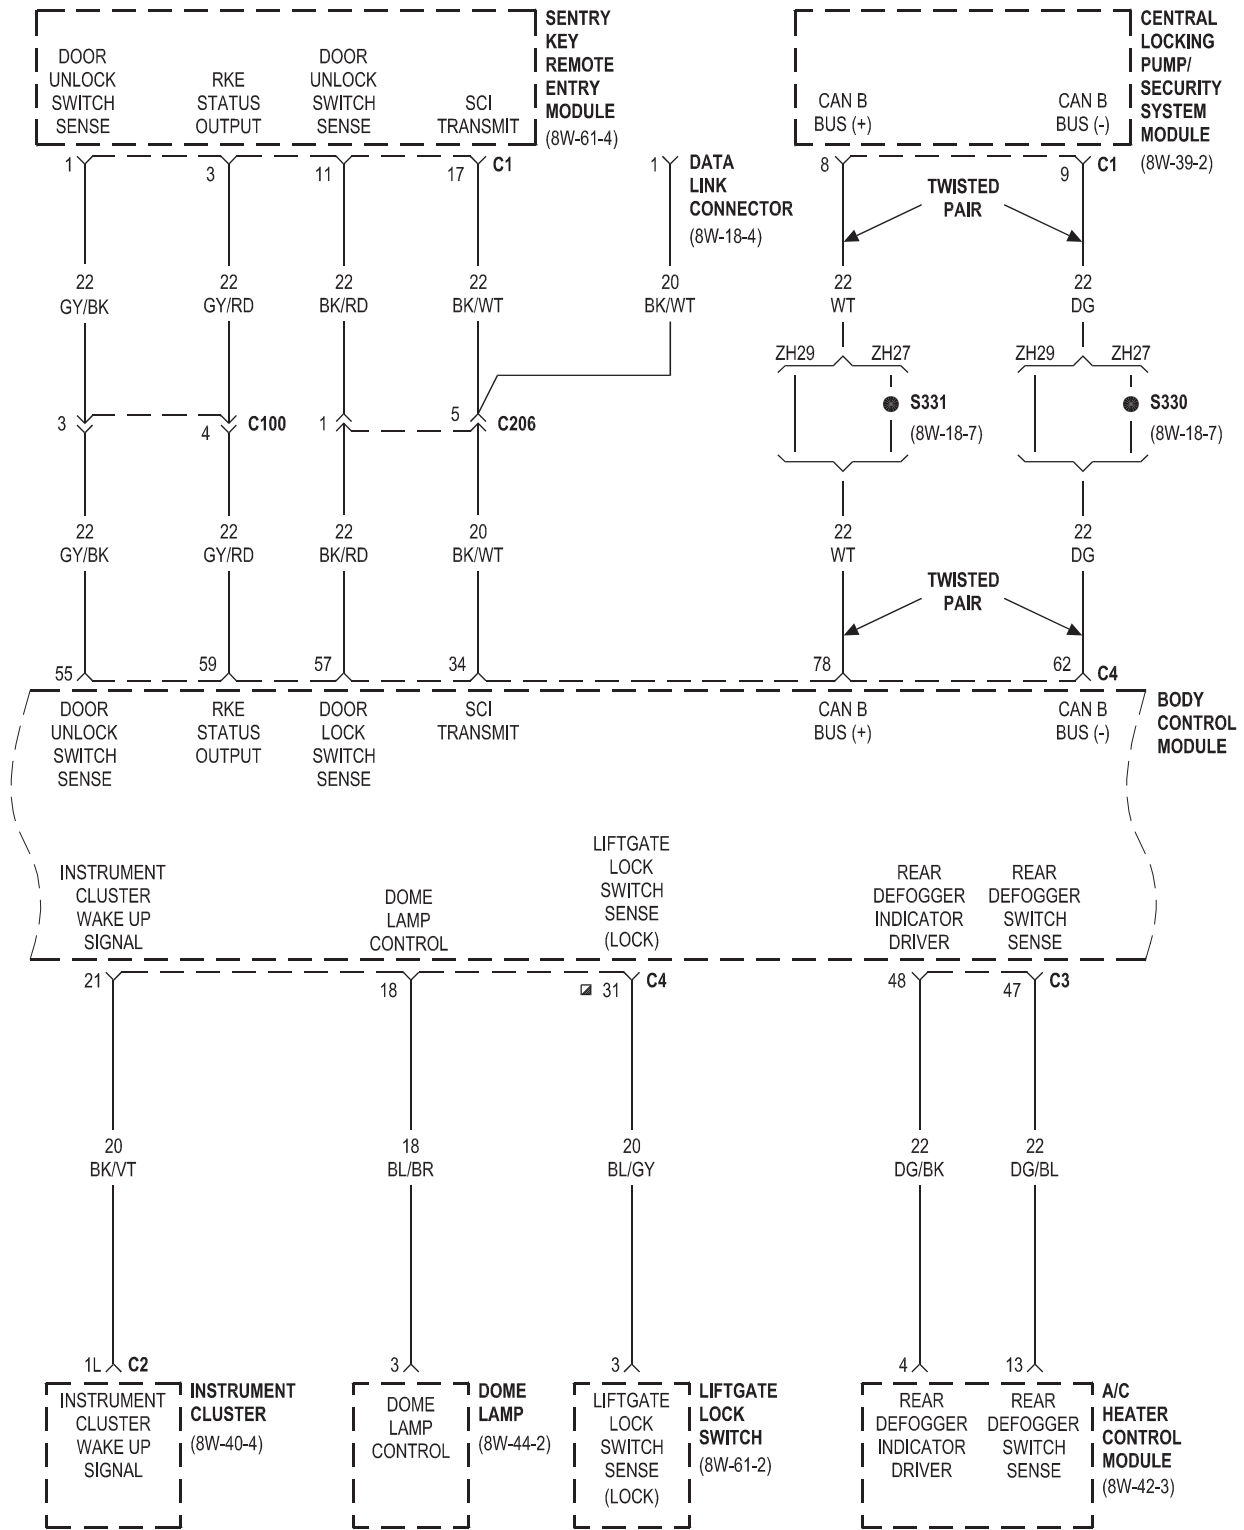 SENTRY
KEY
REMOTE
ENTRY
MODULE
(8W-61-4)
DOOR
UNLOCK
SWITCH
SENSE
RKE
STATUS
OUTPUT
DOOR
UNLOCK
SWITCH
SENSE
SCI
TRANSMIT
CENTRAL
LOCKING
PUMP/
SECURITY
SYSTEM
MODULE
(8W-39-2)
CAN B
BUS (+)
CAN B
BUS (-)
1
3
11
17
C1
1
DATA
LINK
CONNECTOR
(8W-18-4)
8
9
C1
TWISTED
PAIR
22
GY/BK
22
GY/RD
22
BK/RD
22
BK/WT
20
BK/WT
22
WT
22
DG
ZH29
ZH27
ZH29
ZH27
S331
(8W-18-7)
S330
(8W-18-7)
3
4
C100
1
5
C206
22
GY/BK
22
GY/RD
22
BK/RD
20
BK/WT
22
WT
22
DG
TWISTED
PAIR
55
59
57
34
78
62
C4
BODY
CONTROL
MODULE
DOOR
UNLOCK
SWITCH
SENSE
RKE
STATUS
OUTPUT
DOOR
LOCK
SWITCH
SENSE
SCI
TRANSMIT
CAN B
BUS (+)
CAN B
BUS (-)
INSTRUMENT
CLUSTER
WAKE UP
SIGNAL
DOME
LAMP
CONTROL
LIFTGATE
LOCK
SWITCH
SENSE
(LOCK)
REAR
DEFOGGER
INDICATOR
DRIVER
REAR
DEFOGGER
SWITCH
SENSE
21
18
31
C4
48
47
C3
20
BK/VT
18
BL/BR
20
BL/GY
22
DG/BK
22
DG/BL
1L
C2
3
3
4
13
INSTRUMENT
CLUSTER
WAKE UP
SIGNAL
INSTRUMENT
CLUSTER
(8W-40-4)
DOME
LAMP
CONTROL
DOME
LAMP
(8W-44-2)
LIFTGATE
LOCK
SWITCH
SENSE
(LOCK)
LIFTGATE
LOCK
SWITCH
(8W-61-2)
REAR
DEFOGGER
INDICATOR
DRIVER
REAR
DEFOGGER
SWITCH
SENSE
A/C
HEATER
CONTROL
MODULE
(8W-42-3)